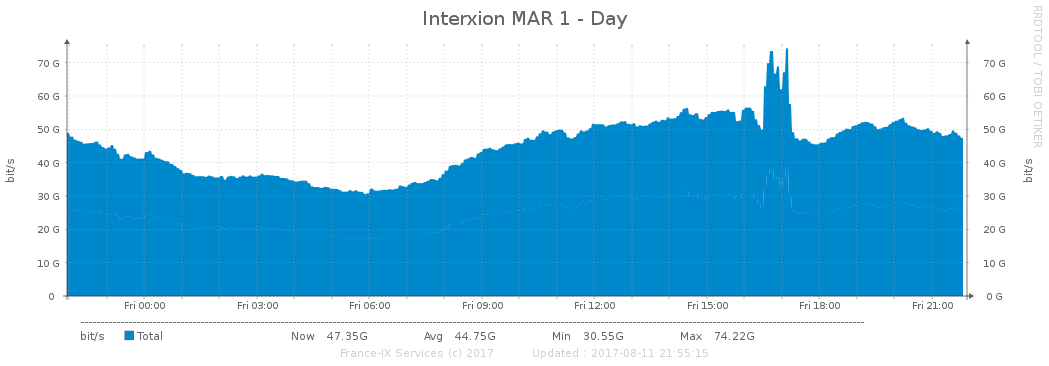 Interxion MAR 1 - Day
RRDTOOL / TOBI OETIKER
bit/s
70 G 70 G
60 G 60 G
50 G 50 G
40 G 40 G
30 G 30 G
20 G 20 G
10 G 10 G
0 0 G
bit/s
Fri 00:00 Fri 03:00 Fri 06:00 Fri 09:00 Fri 12:00 Fri 15:00 Fri 18:00 Fri 21:00
bit/s Total Now 47.35G Avg 44.75G Min 30.55G Max 74.22G
France-IX Services (c) 2017 Updated : 2017-08-11 21:55:15